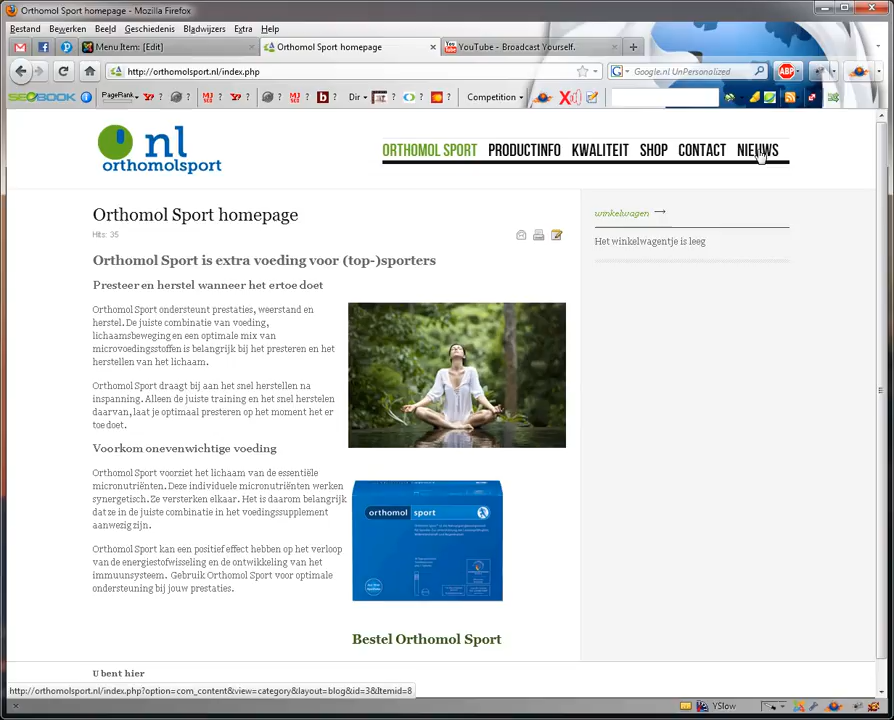 Orthomol Sport homepage - Mozilla Firefox
Bestand Bewerken Beeld Geschiedenis Bladwijzers Extra Help
Menu Item: [Edit] Orthomol Sport homepage YouTube - Broadcast Yourself.
http://orthomolsport.nl/index.php Google.nl UnPersonalized ABP
SEOBOOK PageRank ? ? ? ? b ? Dir ? ? Competition
nl
orthomolsport
ORTHOMOL SPORT PRODUCTINFO KWALITEIT SHOP CONTACT NIEUWS
Orthomol Sport homepage
Hits: 35
Orthomol Sport is extra voeding voor (top-)sporters
Presteer en herstel wanneer het ertoe doet
Orthomol Sport ondersteunt prestaties, weerstand en
herstel. De juiste combinatie van voeding,
lichaamsbeweging en een optimale mix van
microvoedingsstoffen is belangrijk bij het presteren en het
herstellen van het lichaam.
Orthomol Sport draagt bij aan het snel herstellen na
inspanning. Alleen de juiste training en het snel herstellen
daarvan, laat je optimaal presteren op het moment het er
toe doet.
Voorkom onevenwichtige voeding
Orthomol Sport voorziet het lichaam van de essentiële
micronutriënten. Deze individuele micronutriënten werken
synergetisch. Ze versterken elkaar. Het is daarom belangrijk
dat ze in de juiste combinatie in het voedingssupplement
aanwezig zijn.
Orthomol Sport kan een positief effect hebben op het verloop
van de energiestofwisseling en de ontwikkeling van het
immuunsysteem. Gebruik Orthomol Sport voor optimale
ondersteuning bij jouw prestaties.
orthomol sport
Bestel Orthomol Sport
winkelwagen →
Het winkelwagentje is leeg
U bent hier
http://orthomolsport.nl/index.php?option=com_content&view=category&layout=blog&id=3&Itemid=8
YSlow